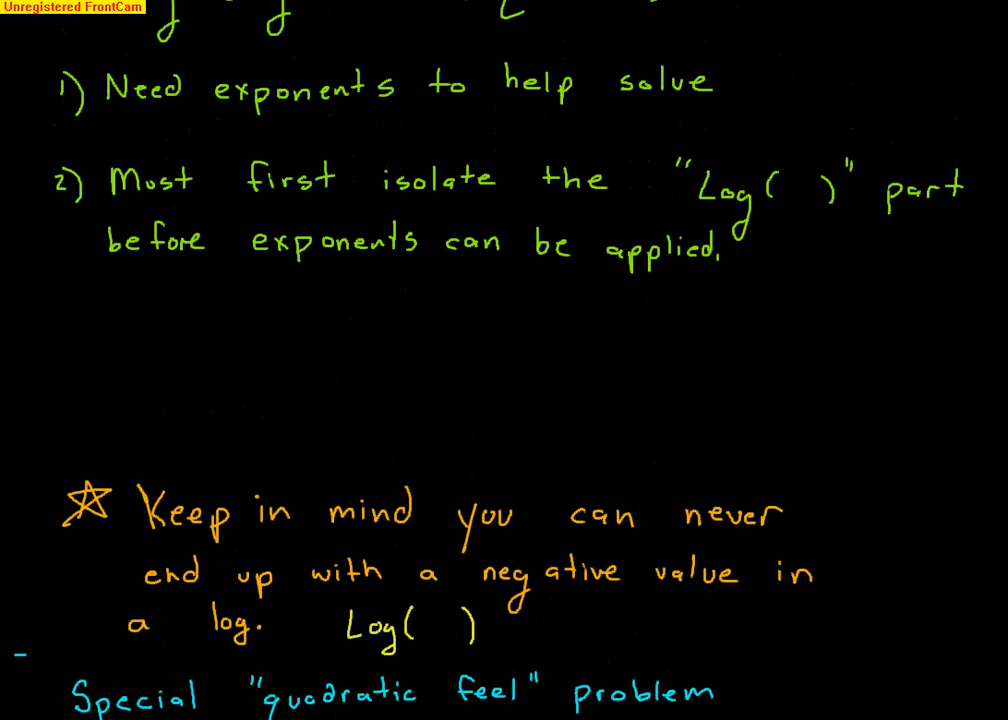 Unregistered FrontCam
1) Need exponents to help solve
2) Most first isolate the "Log( )" part
before exponents can be applied.
☆ Keep in mind you can never
end up with a negative value in
a log. Log( )
Special "quadratic feel" problem